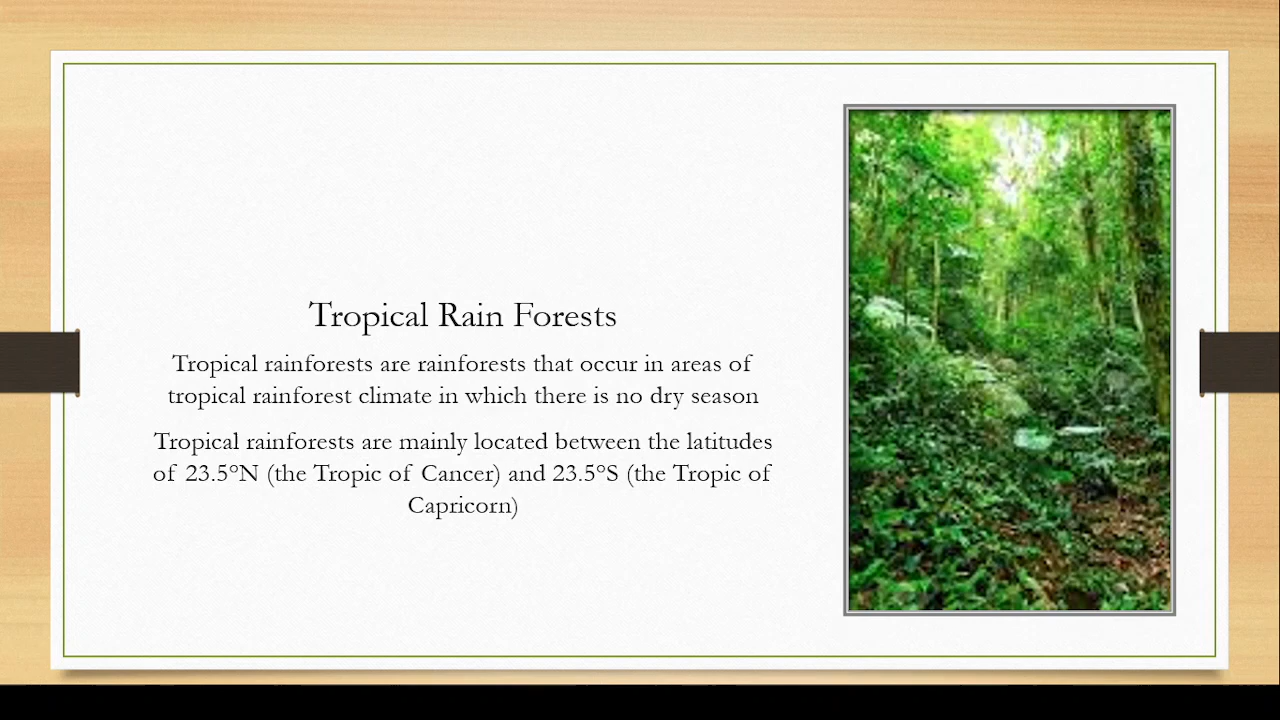 Tropical Rain Forests
Tropical rainforests are rainforests that occur in areas of
tropical rainforest climate in which there is no dry season
Tropical rainforests are mainly located between the latitudes
of 23.5°N (the Tropic of Cancer) and 23.5°S (the Tropic of
Capricorn)